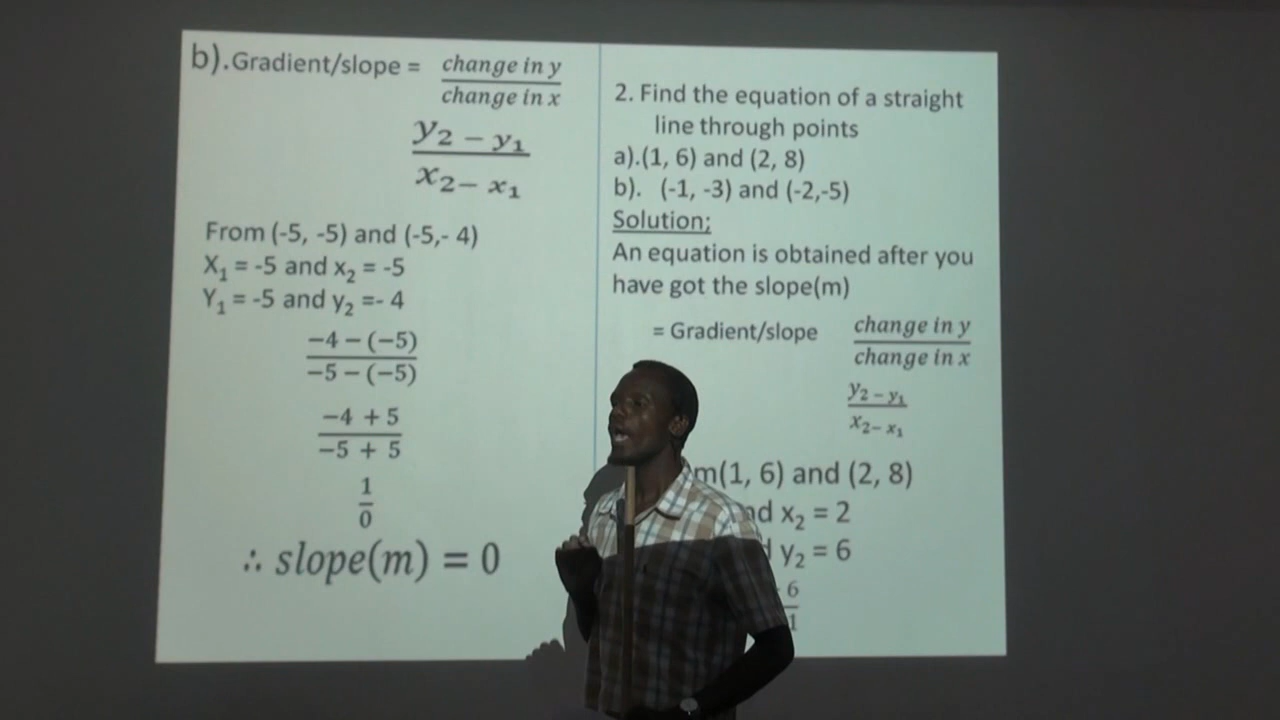 b).Gradient/slope = change in y
change in x
y₂ − y₁
x₂− x₁
From (-5, -5) and (-5,- 4)
X₁ = -5 and x₂ = -5
Y₁ = -5 and y₂ =- 4
−4 − (−5)
−5 − (−5)
−4 + 5
−5 + 5
1
0
∴ slope(m) = 0
2. Find the equation of a straight
line through points
a).(1, 6) and (2, 8)
b). (-1, -3) and (-2,-5)
Solution;
An equation is obtained after you
have got the slope(m)
= Gradient/slope change in y
change in x
y₂ − y₁
x₂− x₁
(1, 6) and (2, 8)
x₂ = 2
y₂ = 6
6
1